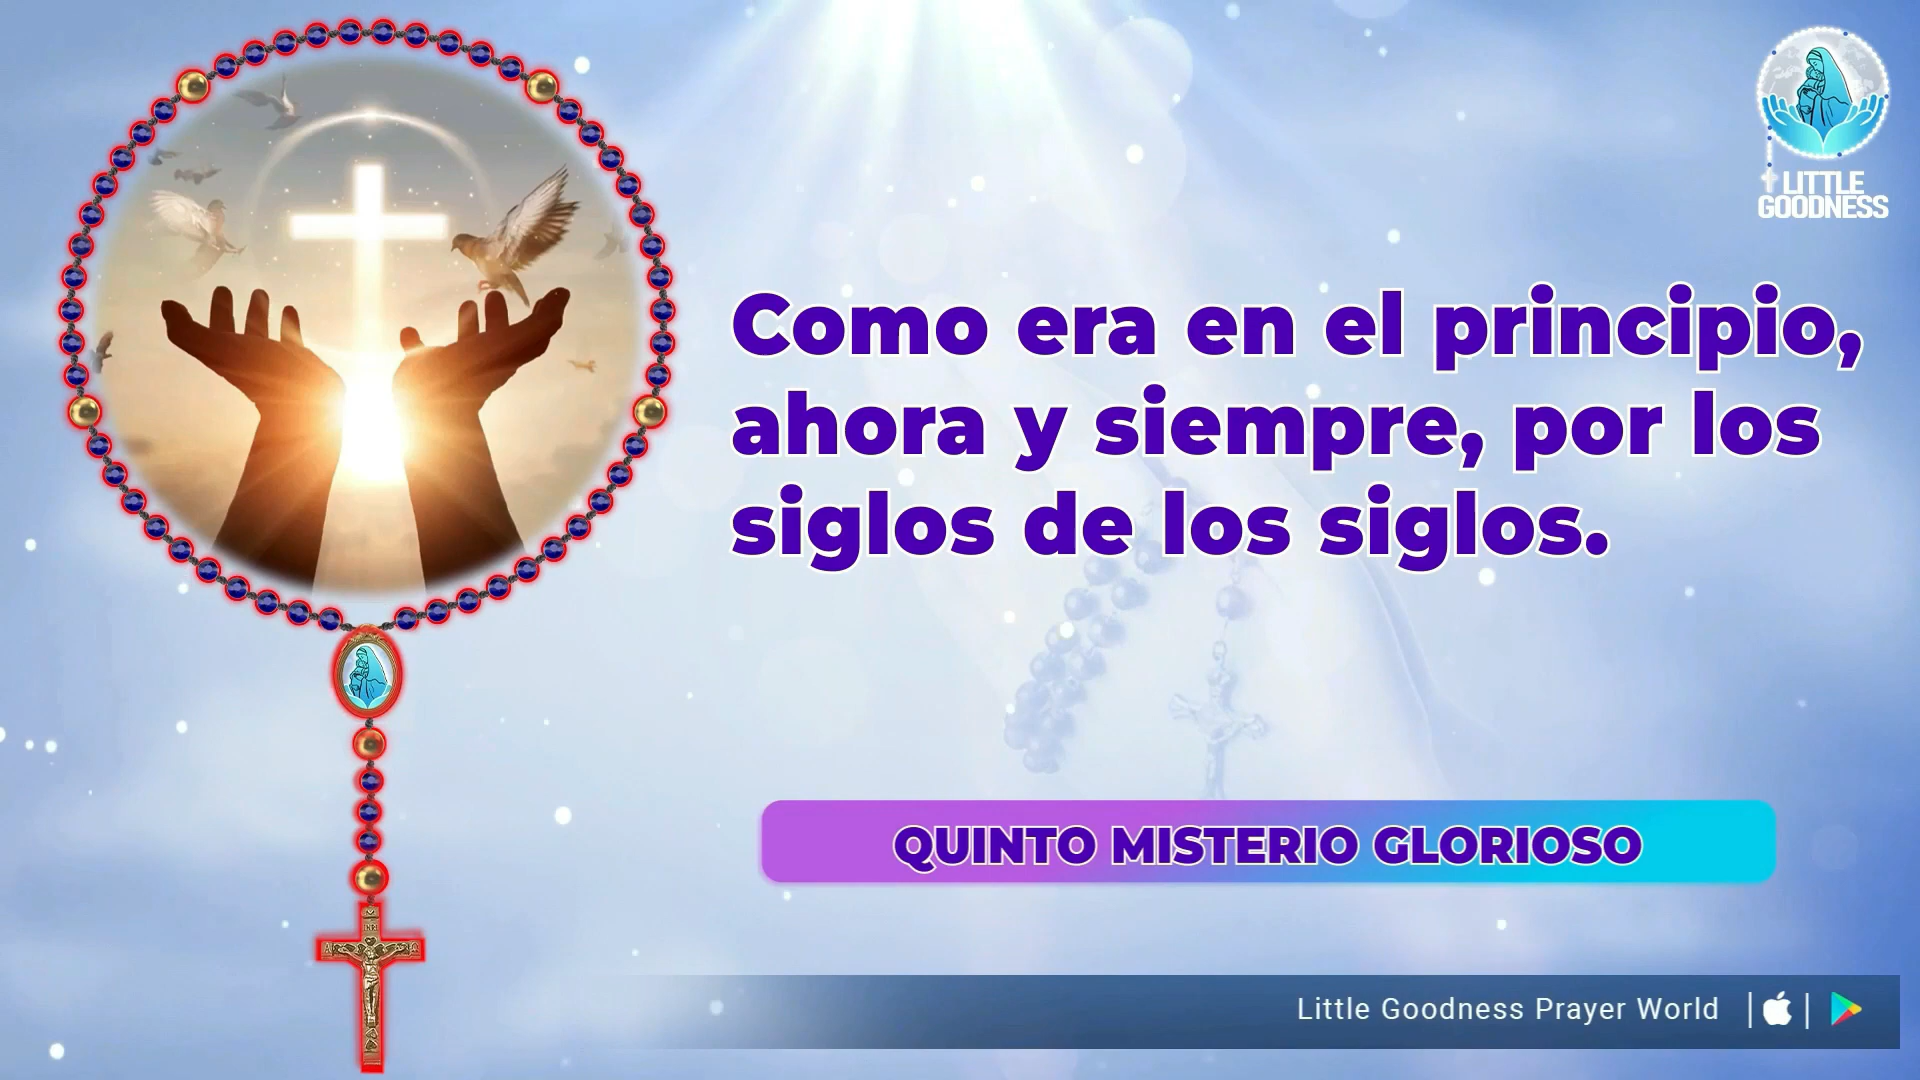 LITTLE
GOODNESS
Como era en el principio,
ahora y siempre, por los
siglos de los siglos.
QUINTO MISTERIO GLORIOSO
INRI
Little Goodness Prayer World